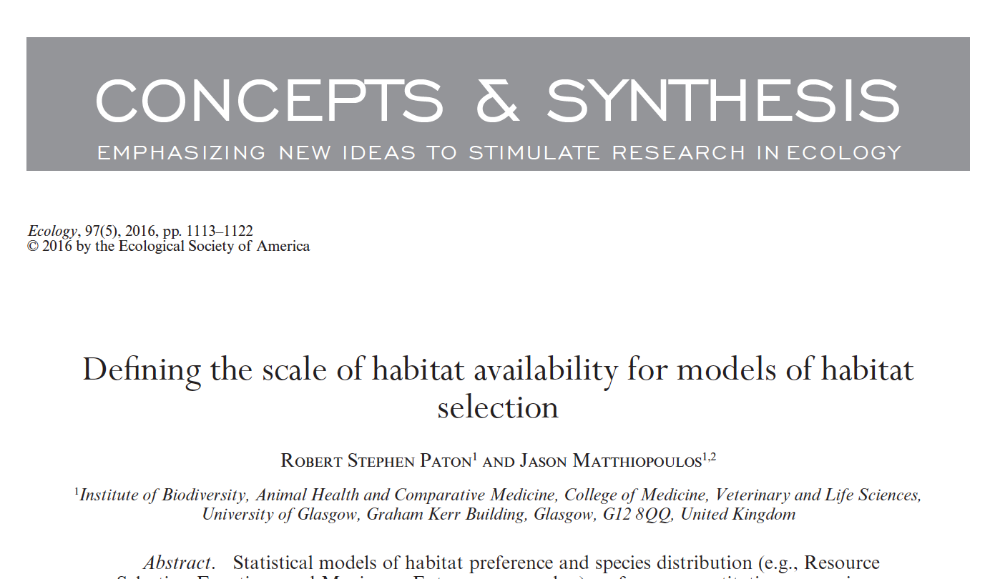 CONCEPTS & SYNTHESIS
EMPHASIZING NEW IDEAS TO STIMULATE RESEARCH IN ECOLOGY
Ecology, 97(5), 2016, pp. 1113–1122
© 2016 by the Ecological Society of America
Defining the scale of habitat availability for models of habitat
selection
Robert Stephen Paton1 and Jason Matthiopoulos1,2
1Institute of Biodiversity, Animal Health and Comparative Medicine, College of Medicine, Veterinary and Life Sciences,
University of Glasgow, Graham Kerr Building, Glasgow, G12 8QQ, United Kingdom
Abstract. Statistical models of habitat preference and species distribution (e.g., Resource